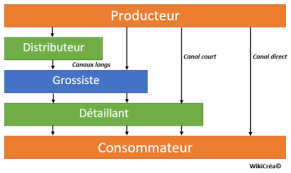 Producteur
Distributeur
Canaux longs
Canal court
Canal direct
Grossiste
Détaillant
Consommateur
WikiCréa©